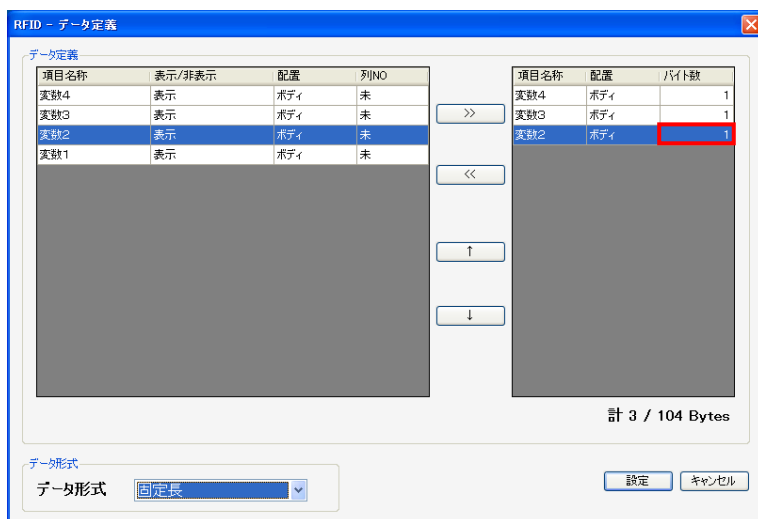 RFID - データ定義
データ定義
項目名称 表示/非表示 配置 列NO
変数4 表示 ボディ 未
変数3 表示 ボディ 未
変数2 表示 ボディ 未
変数1 表示 ボディ 未
>>
<<
↑
↓
項目名称 配置 バイト数
変数4 ボディ 1
変数3 ボディ 1
変数2 ボディ 1
計 3 / 104 Bytes
データ形式
データ形式 固定長
設定 キャンセル